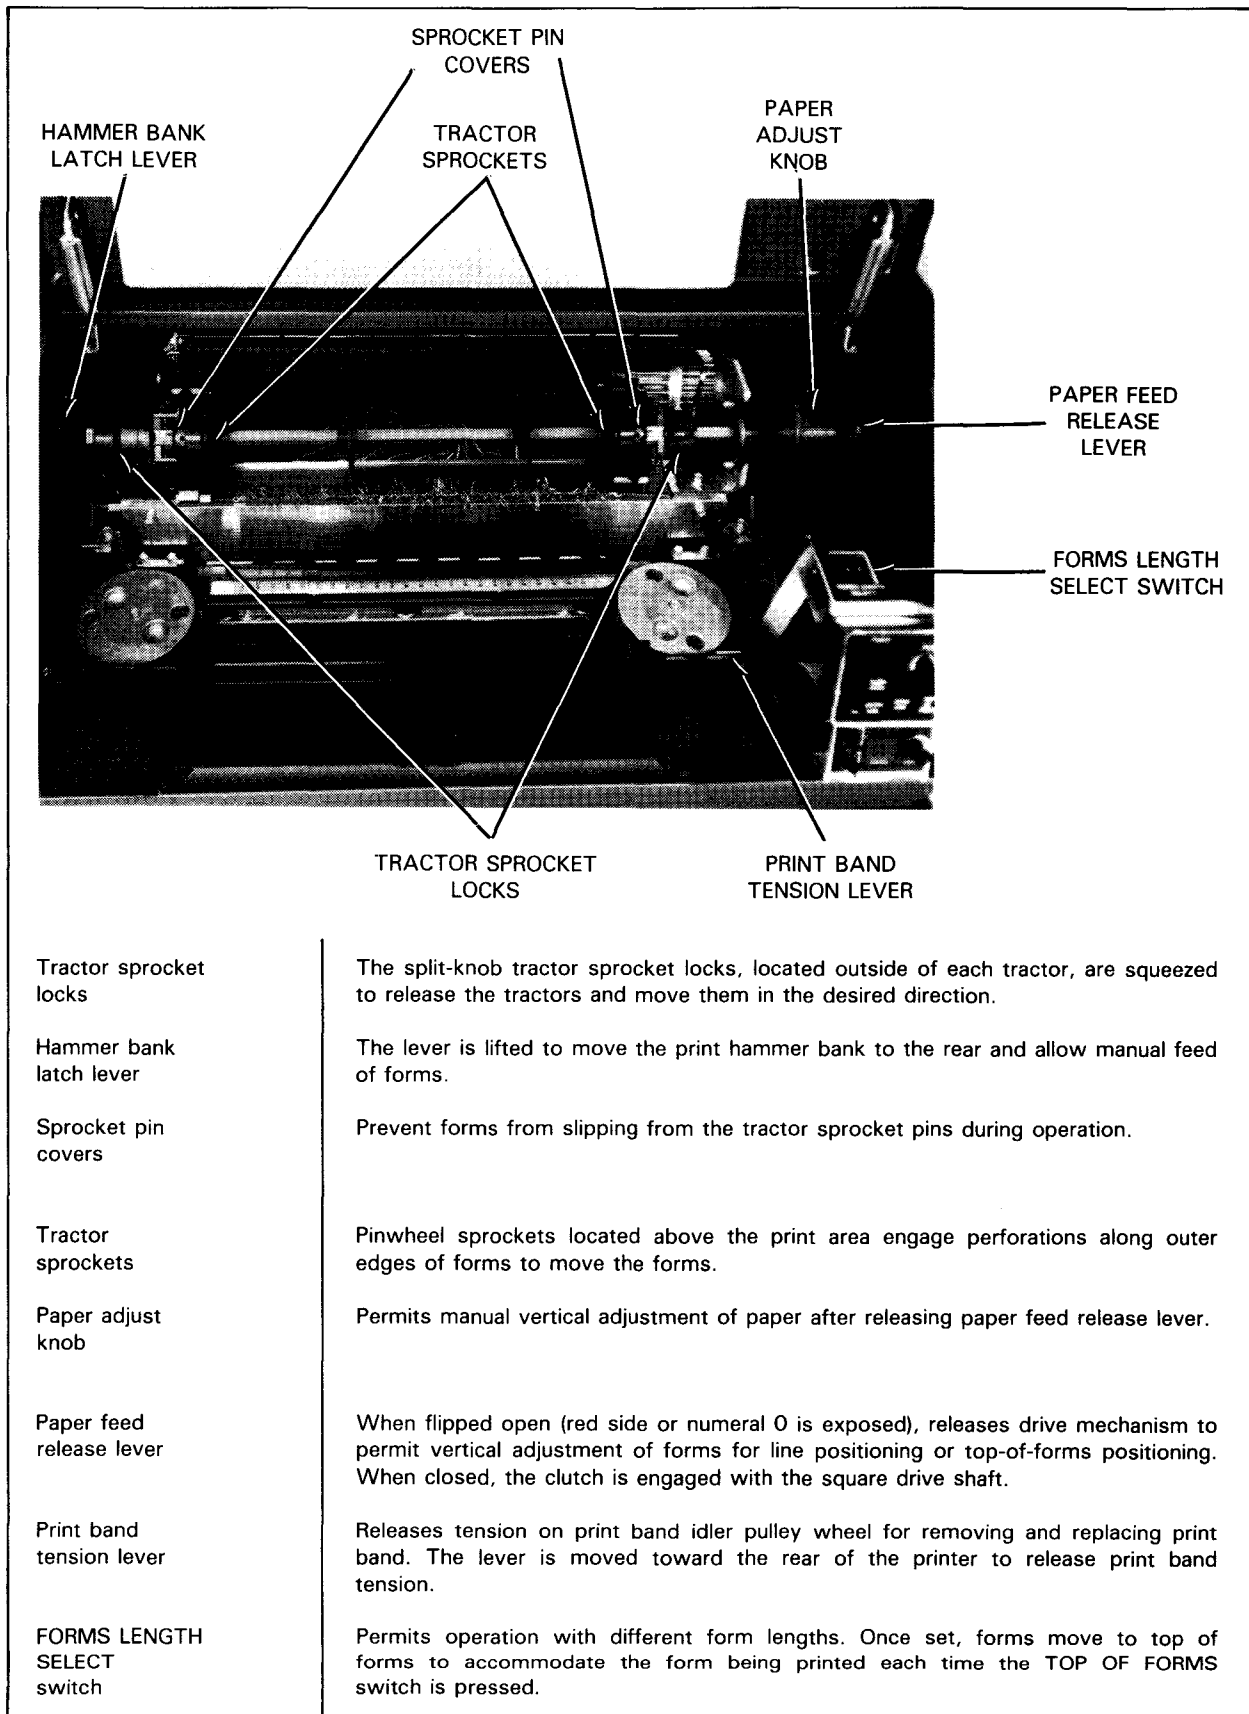 SPROCKET PIN
COVERS
HAMMER BANK
LATCH LEVER
TRACTOR
SPROCKETS
PAPER
ADJUST
KNOB
PAPER FEED
RELEASE
LEVER
FORMS LENGTH
SELECT SWITCH
TRACTOR SPROCKET
LOCKS
PRINT BAND
TENSION LEVER
Tractor sprocket
locks
The split-knob tractor sprocket locks, located outside of each tractor, are squeezed
to release the tractors and move them in the desired direction.
Hammer bank
latch lever
The lever is lifted to move the print hammer bank to the rear and allow manual feed
of forms.
Sprocket pin
covers
Prevent forms from slipping from the tractor sprocket pins during operation.
Tractor
sprockets
Pinwheel sprockets located above the print area engage perforations along outer
edges of forms to move the forms.
Paper adjust
knob
Permits manual vertical adjustment of paper after releasing paper feed release lever.
Paper feed
release lever
When flipped open (red side or numeral 0 is exposed), releases drive mechanism to
permit vertical adjustment of forms for line positioning or top-of-forms positioning.
When closed, the clutch is engaged with the square drive shaft.
Print band
tension lever
Releases tension on print band idler pulley wheel for removing and replacing print
band. The lever is moved toward the rear of the printer to release print band
tension.
FORMS LENGTH
SELECT
switch
Permits operation with different form lengths. Once set, forms move to top of
forms to accommodate the form being printed each time the TOP OF FORMS
switch is pressed.